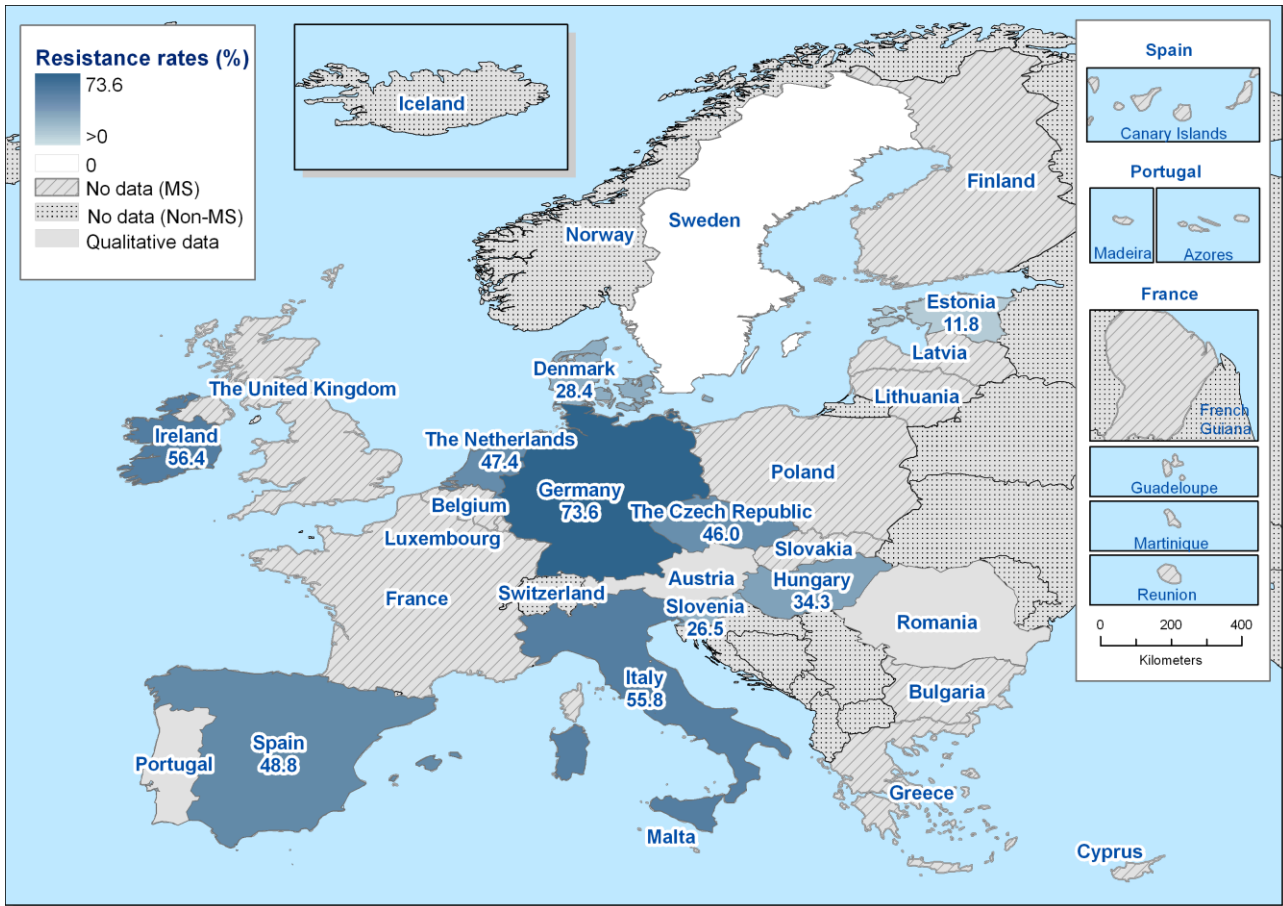 Resistance rates (%)
73.6
>0
0
No data (MS)
No data (Non-MS)
Qualitative data
Iceland
Spain
Canary Islands
Portugal
Madeira
Azores
France
French
Guiana
Guadeloupe
Martinique
Reunion
0 200 400
Kilometers
Finland
Sweden
Norway
Estonia
11.8
Latvia
Denmark
28.4
Lithuania
The United Kingdom
Ireland
56.4
The Netherlands
47.4
Poland
Germany
73.6
Belgium
The Czech Republic
46.0
Luxembourg
Slovakia
Austria
Hungary
34.3
Switzerland
France
Slovenia
26.5
Romania
Italy
55.8
Bulgaria
Spain
48.8
Portugal
Greece
Malta
Cyprus